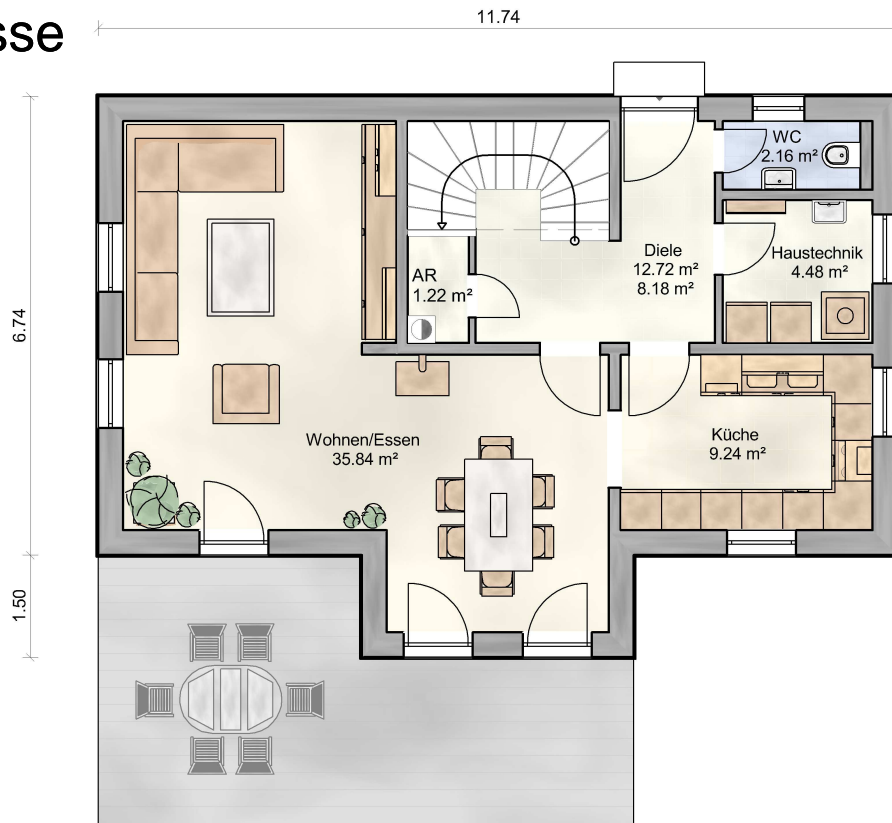 sse
11.74
WC
2.16 m²
Diele
12.72 m²
8.18 m²
Haustechnik
4.48 m²
AR
1.22 m²
6.74
Wohnen/Essen
35.84 m²
Küche
9.24 m²
1.50